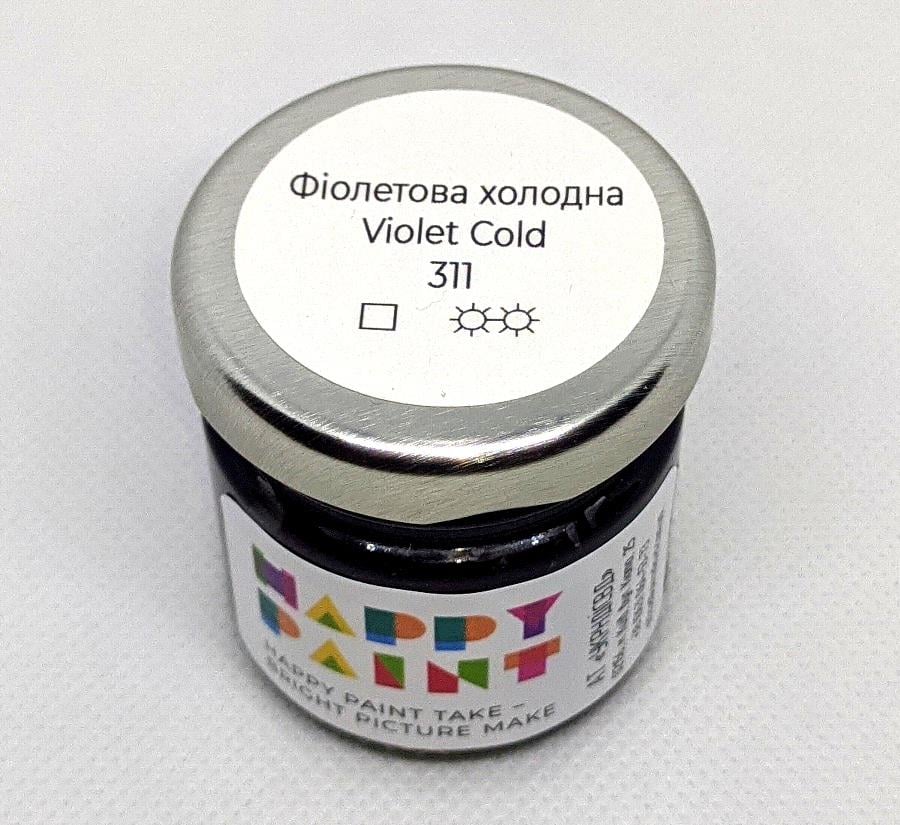 Фіолетова холодна
Violet Cold
311
HAPPY
PAINT
HAPPY PAINT TAKE –
BRIGHT PICTURE MAKE